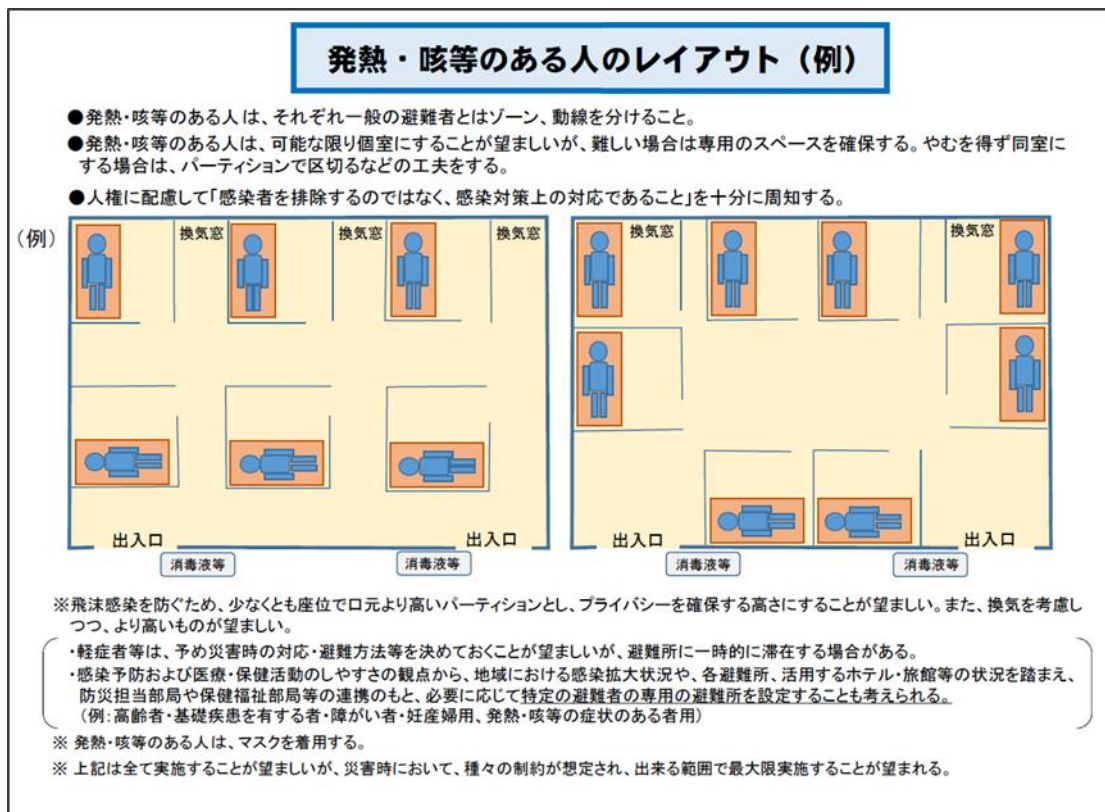 発熱・咳等のある人のレイアウト（例）
●発熱・咳等のある人は、それぞれ一般の避難者とはゾーン、動線を分けること。
●発熱・咳等のある人は、可能な限り個室にすることが望ましいが、難しい場合は専用のスペースを確保する。やむを得ず同室に
する場合は、パーティションで区切るなどの工夫をする。
●人権に配慮して「感染者を排除するのではなく、感染対策上の対応であること」を十分に周知する。
（例）
換気窓
換気窓
換気窓
換気窓
換気窓
出入口
出入口
出入口
出入口
消毒液等
消毒液等
消毒液等
消毒液等
※飛沫感染を防ぐため、少なくとも座位で口元より高いパーティションとし、プライバシーを確保する高さにすることが望ましい。また、換気を考慮し
つつ、より高いものが望ましい。
・軽症者等は、予め災害時の対応・避難方法等を決めておくことが望ましいが、避難所に一時的に滞在する場合がある。
・感染予防および医療・保健活動のしやすさの観点から、地域における感染拡大状況や、各避難所、活用するホテル・旅館等の状況を踏まえ、
防災担当部局や保健福祉部局等の連携のもと、必要に応じて特定の避難者の専用の避難所を設定することも考えられる。
（例：高齢者・基礎疾患を有する者・障がい者・妊産婦用、発熱・咳等の症状のある者用）
※ 発熱・咳等のある人は、マスクを着用する。
※ 上記は全て実施することが望ましいが、災害時において、種々の制約が想定され、出来る範囲で最大限実施することが望まれる。